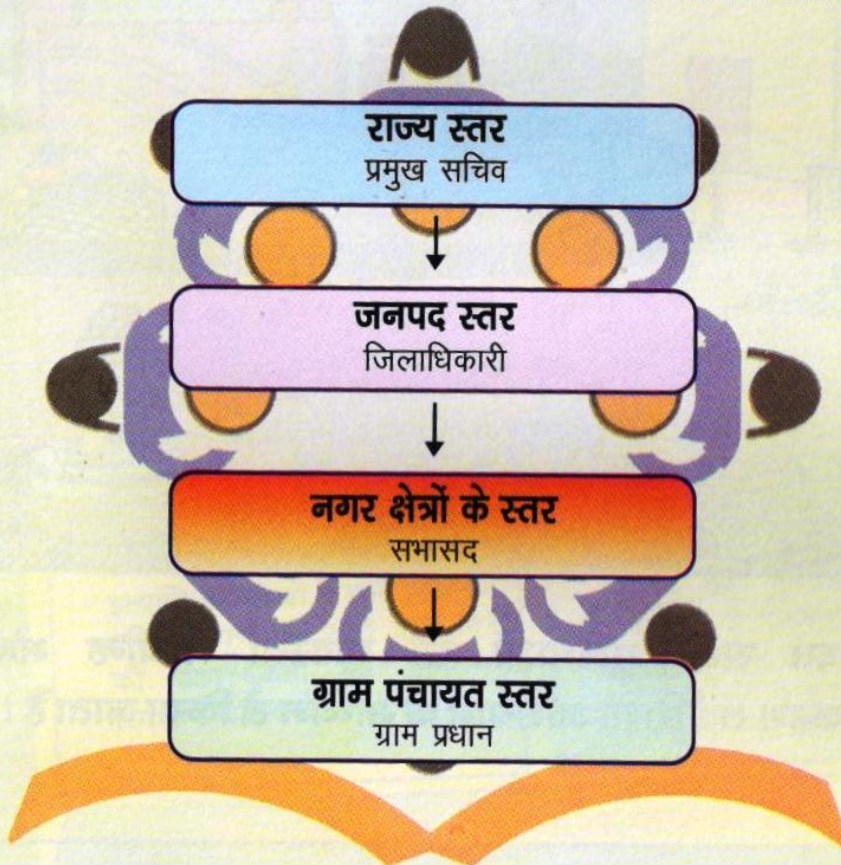 राज्य स्तर
प्रमुख सचिव
जनपद स्तर
जिलाधिकारी
नगर क्षेत्रों के स्तर
सभासद
ग्राम पंचायत स्तर
ग्राम प्रधान